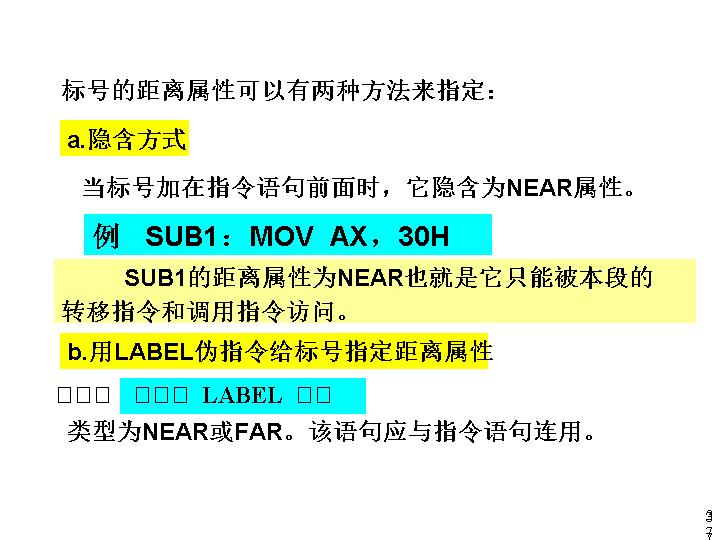 标号的距离属性可以有两种方法来指定：
a.隐含方式
当标号加在指令语句前面时，它隐含为NEAR属性。
例 SUB1：MOV AX，30H
SUB1的距离属性为NEAR也就是它只能被本段的
转移指令和调用指令访问。
b.用LABEL伪指令给标号指定距离属性
LABEL
类型为NEAR或FAR。该语句应与指令语句连用。